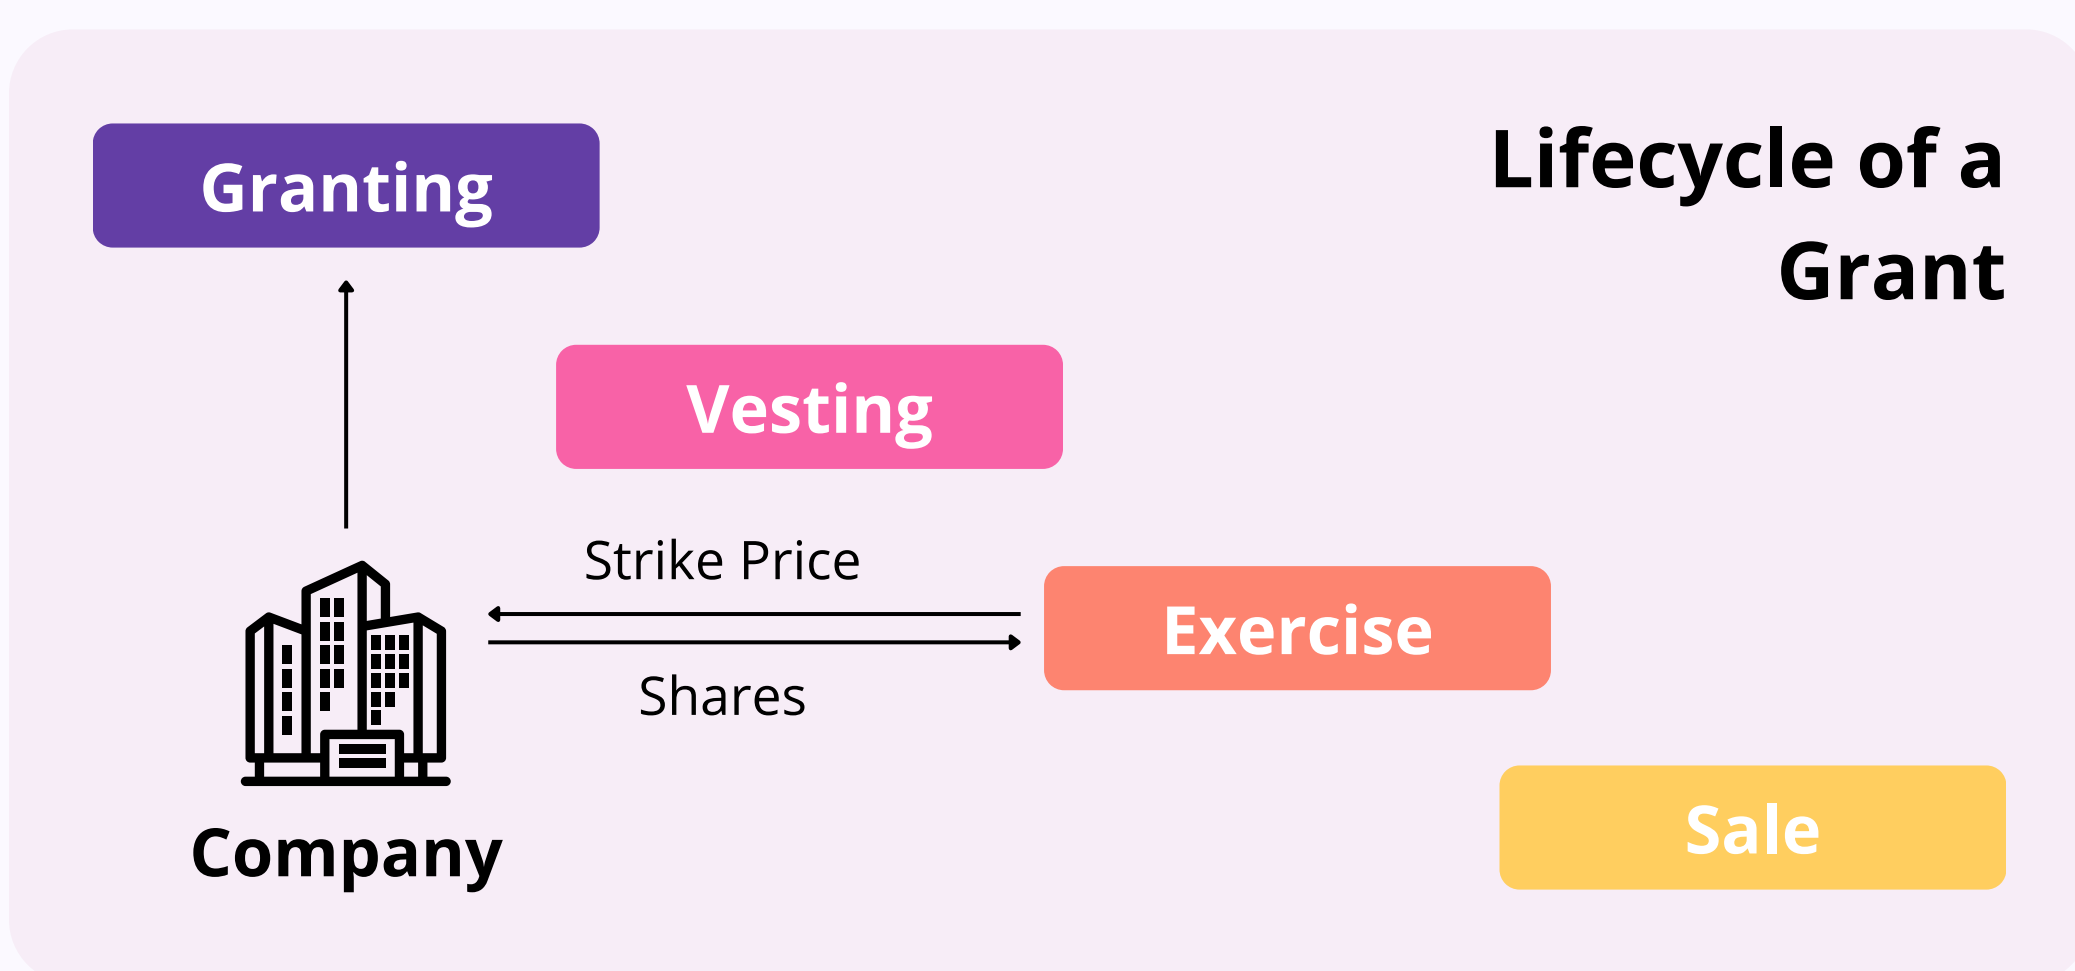 Granting
Lifecycle of a
Grant
Vesting
Strike Price
Exercise
Shares
Sale
Company